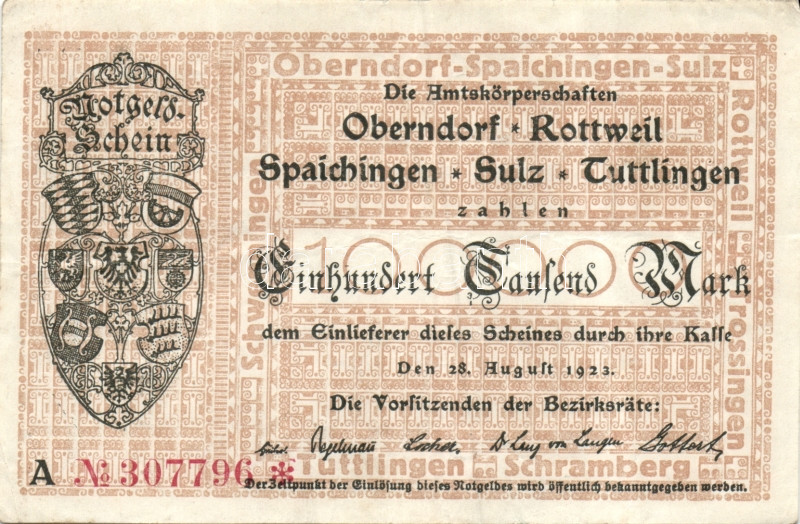 Oberndorf-Spaichingen-Sulz
Notgeld-
Schein
Die Amtskörperschaften
Oberndorf * Rottweil
Spaichingen * Sulz * Tuttlingen
zahlen
100000
Einhundert Tausend Mark
dem Einlieferer dieses Scheines durch ihre Kasse
Den 28. August 1923.
Die Vorsitzenden der Bezirksräte:
Schwenningen
Rottweil
Trossingen
Tuttlingen
Schramberg
A № 307796 *
Der Zeitpunkt der Einlösung dieses Notgeldes wird öffentlich bekanntgegeben werden.